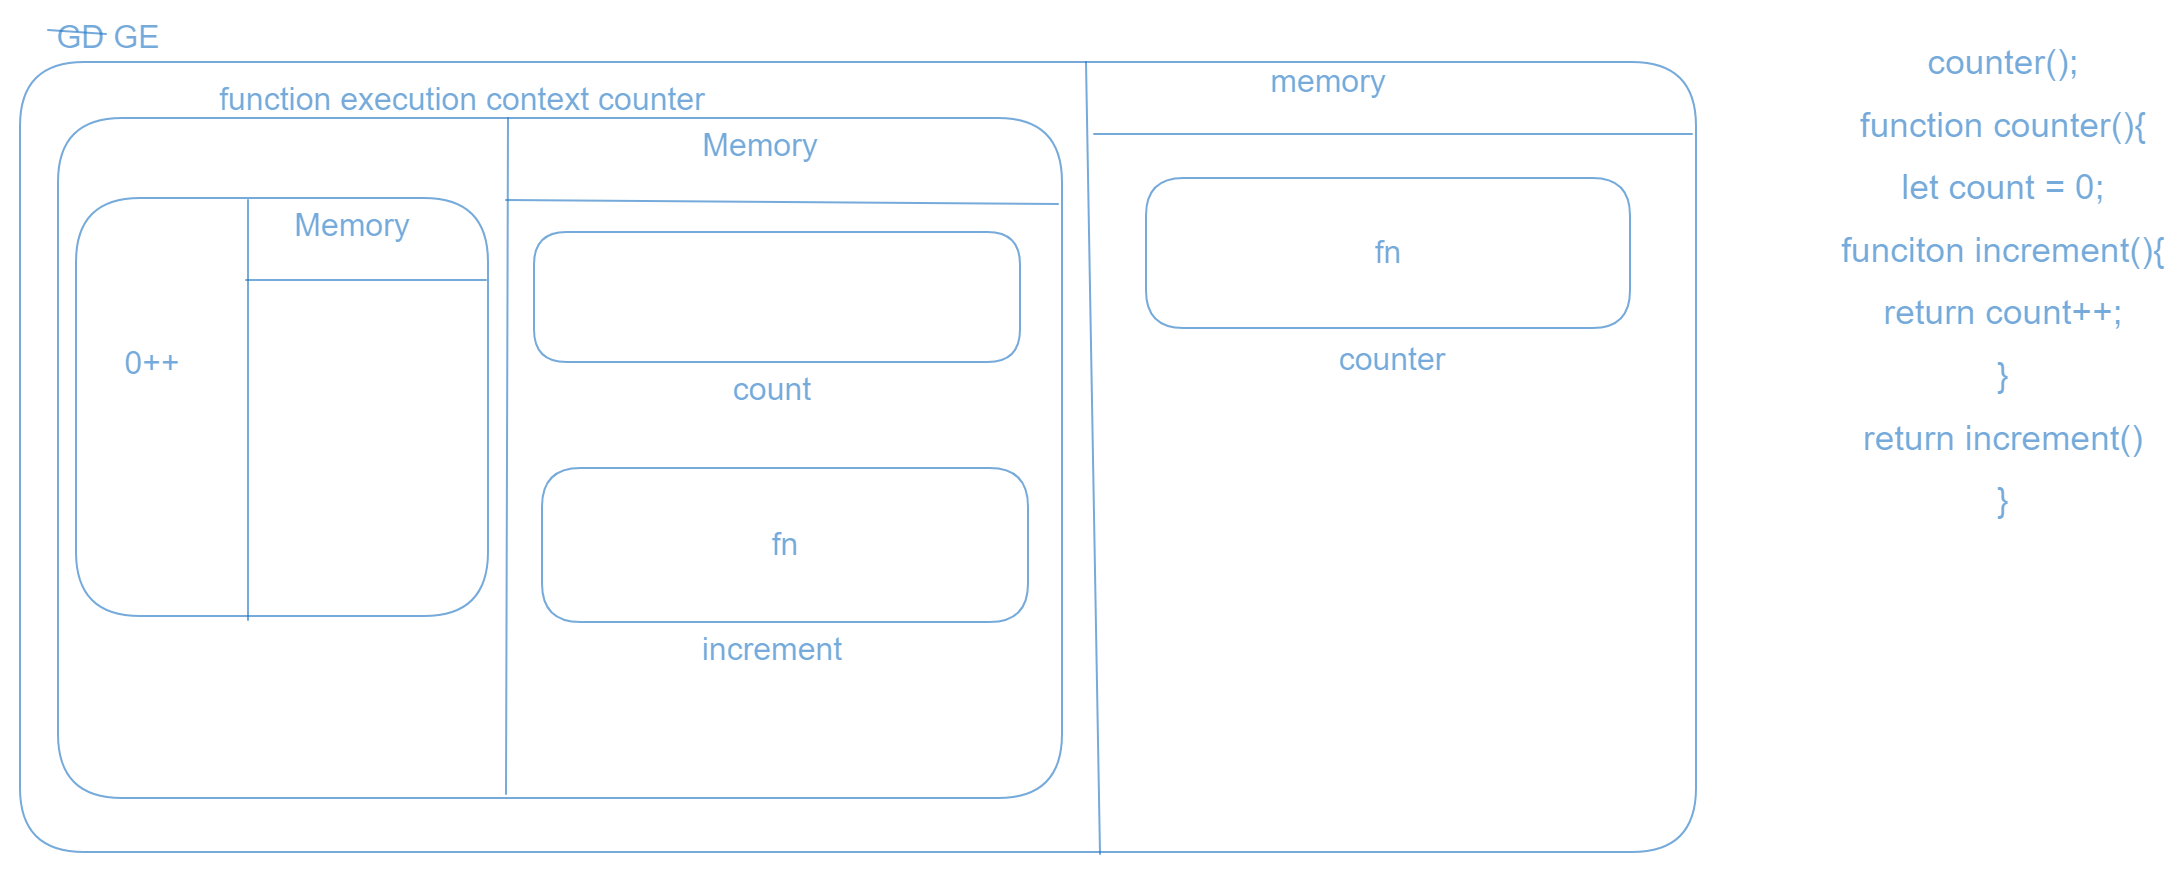 GD GE
function execution context counter
memory
Memory
Memory
0++
count
fn
increment
fn
counter
counter();
function counter(){
let count = 0;
funciton increment(){
return count++;
}
return increment()
}